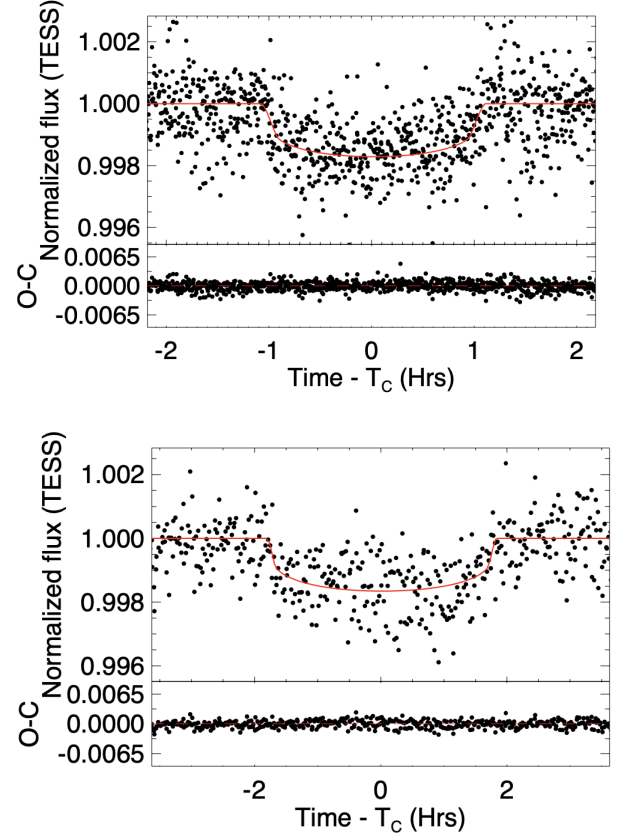 Normalized flux (TESS)
1.002
1.000
0.998
0.996
O-C
0.0065
0.0000
-0.0065
-2 -1 0 1 2
Time - T_C (Hrs)
Normalized flux (TESS)
1.002
1.000
0.998
0.996
O-C
0.0065
0.0000
-0.0065
-2 0 2
Time - T_C (Hrs)